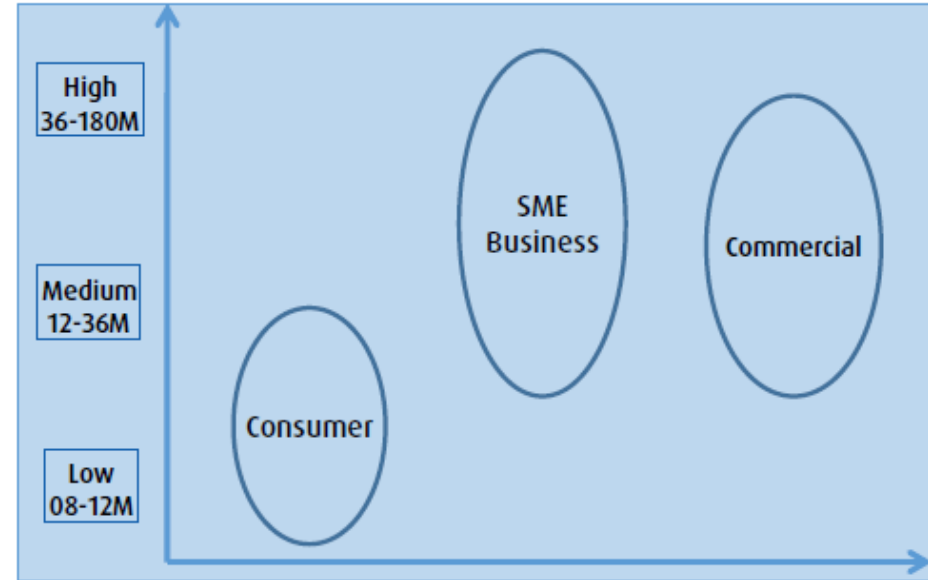 High
36-180M
SME
Business
Commercial
Medium
12-36M
Consumer
Low
08-12M